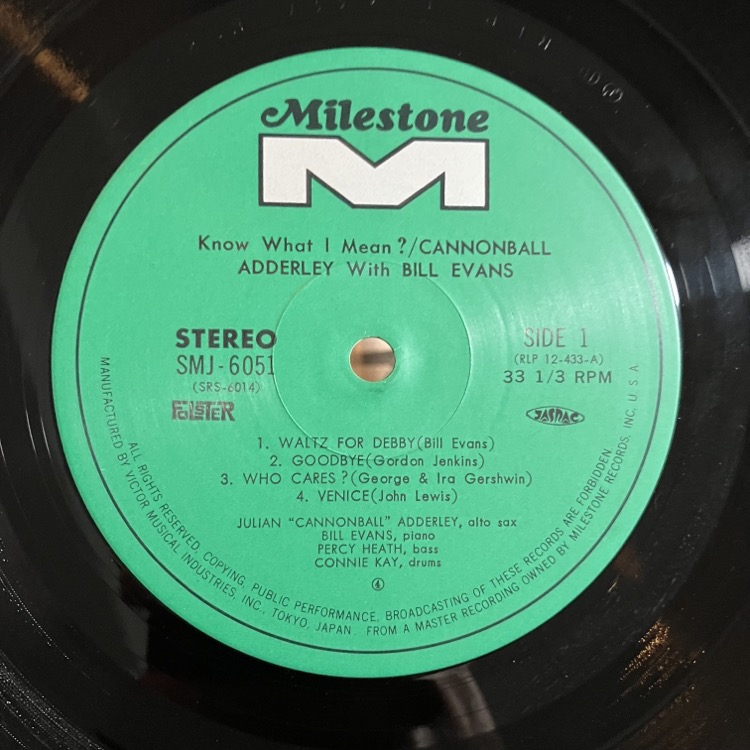 Milestone
M
Know What I Mean?/CANNONBALL
ADDERLEY With BILL EVANS
STEREO
SMJ-6051
(SRS-6014)
SIDE 1
(RLP 12-433-A)
33 1/3 RPM
JASRAC
1. WALTZ FOR DEBBY(Bill Evans)
2. GOODBYE(Gordon Jenkins)
3. WHO CARES?(George & Ira Gershwin)
4. VENICE(John Lewis)
JULIAN "CANNONBALL" ADDERLEY, alto sax
BILL EVANS, piano
PERCY HEATH, bass
CONNIE KAY, drums
④
ALL RIGHTS RESERVED, COPYING, PUBLIC PERFORMANCE, BROADCASTING OF THESE RECORDS ARE FORBIDDEN
MANUFACTURED BY VICTOR MUSICAL INDUSTRIES, INC., TOKYO, JAPAN. FROM A MASTER RECORDING OWNED BY MILESTONE RECORDS, INC. U.S.A.